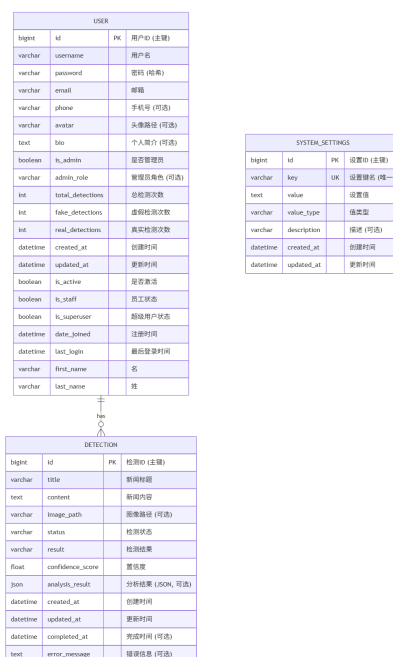 USER
bigint id PK 用户ID (主键)
varchar username 用户名
varchar password 密码 (哈希)
varchar email 邮箱
varchar phone 手机号 (可选)
varchar avatar 头像路径 (可选)
text bio 个人简介 (可选)
boolean is_admin 是否管理员
varchar admin_role 管理员角色 (可选)
int total_detections 总检测次数
int fake_detections 虚假检测次数
int real_detections 真实检测次数
datetime created_at 创建时间
datetime updated_at 更新时间
boolean is_active 是否激活
boolean is_staff 员工状态
boolean is_superuser 超级用户状态
datetime date_joined 注册时间
datetime last_login 最后登录时间
varchar first_name 名
varchar last_name 姓
has
DETECTION
bigint id PK 检测ID (主键)
varchar title 新闻标题
text content 新闻内容
varchar image_path 图像路径 (可选)
varchar status 检测状态
varchar result 检测结果
float confidence_score 置信度
json analysis_result 分析结果 (JSON, 可选)
datetime created_at 创建时间
datetime updated_at 更新时间
datetime completed_at 完成时间 (可选)
text error_message 错误信息 (可选)
SYSTEM_SETTINGS
bigint id PK 设置ID (主键)
varchar key UK 设置键名 (唯一
text value 设置值
varchar value_type 值类型
varchar description 描述 (可选)
datetime created_at 创建时间
datetime updated_at 更新时间